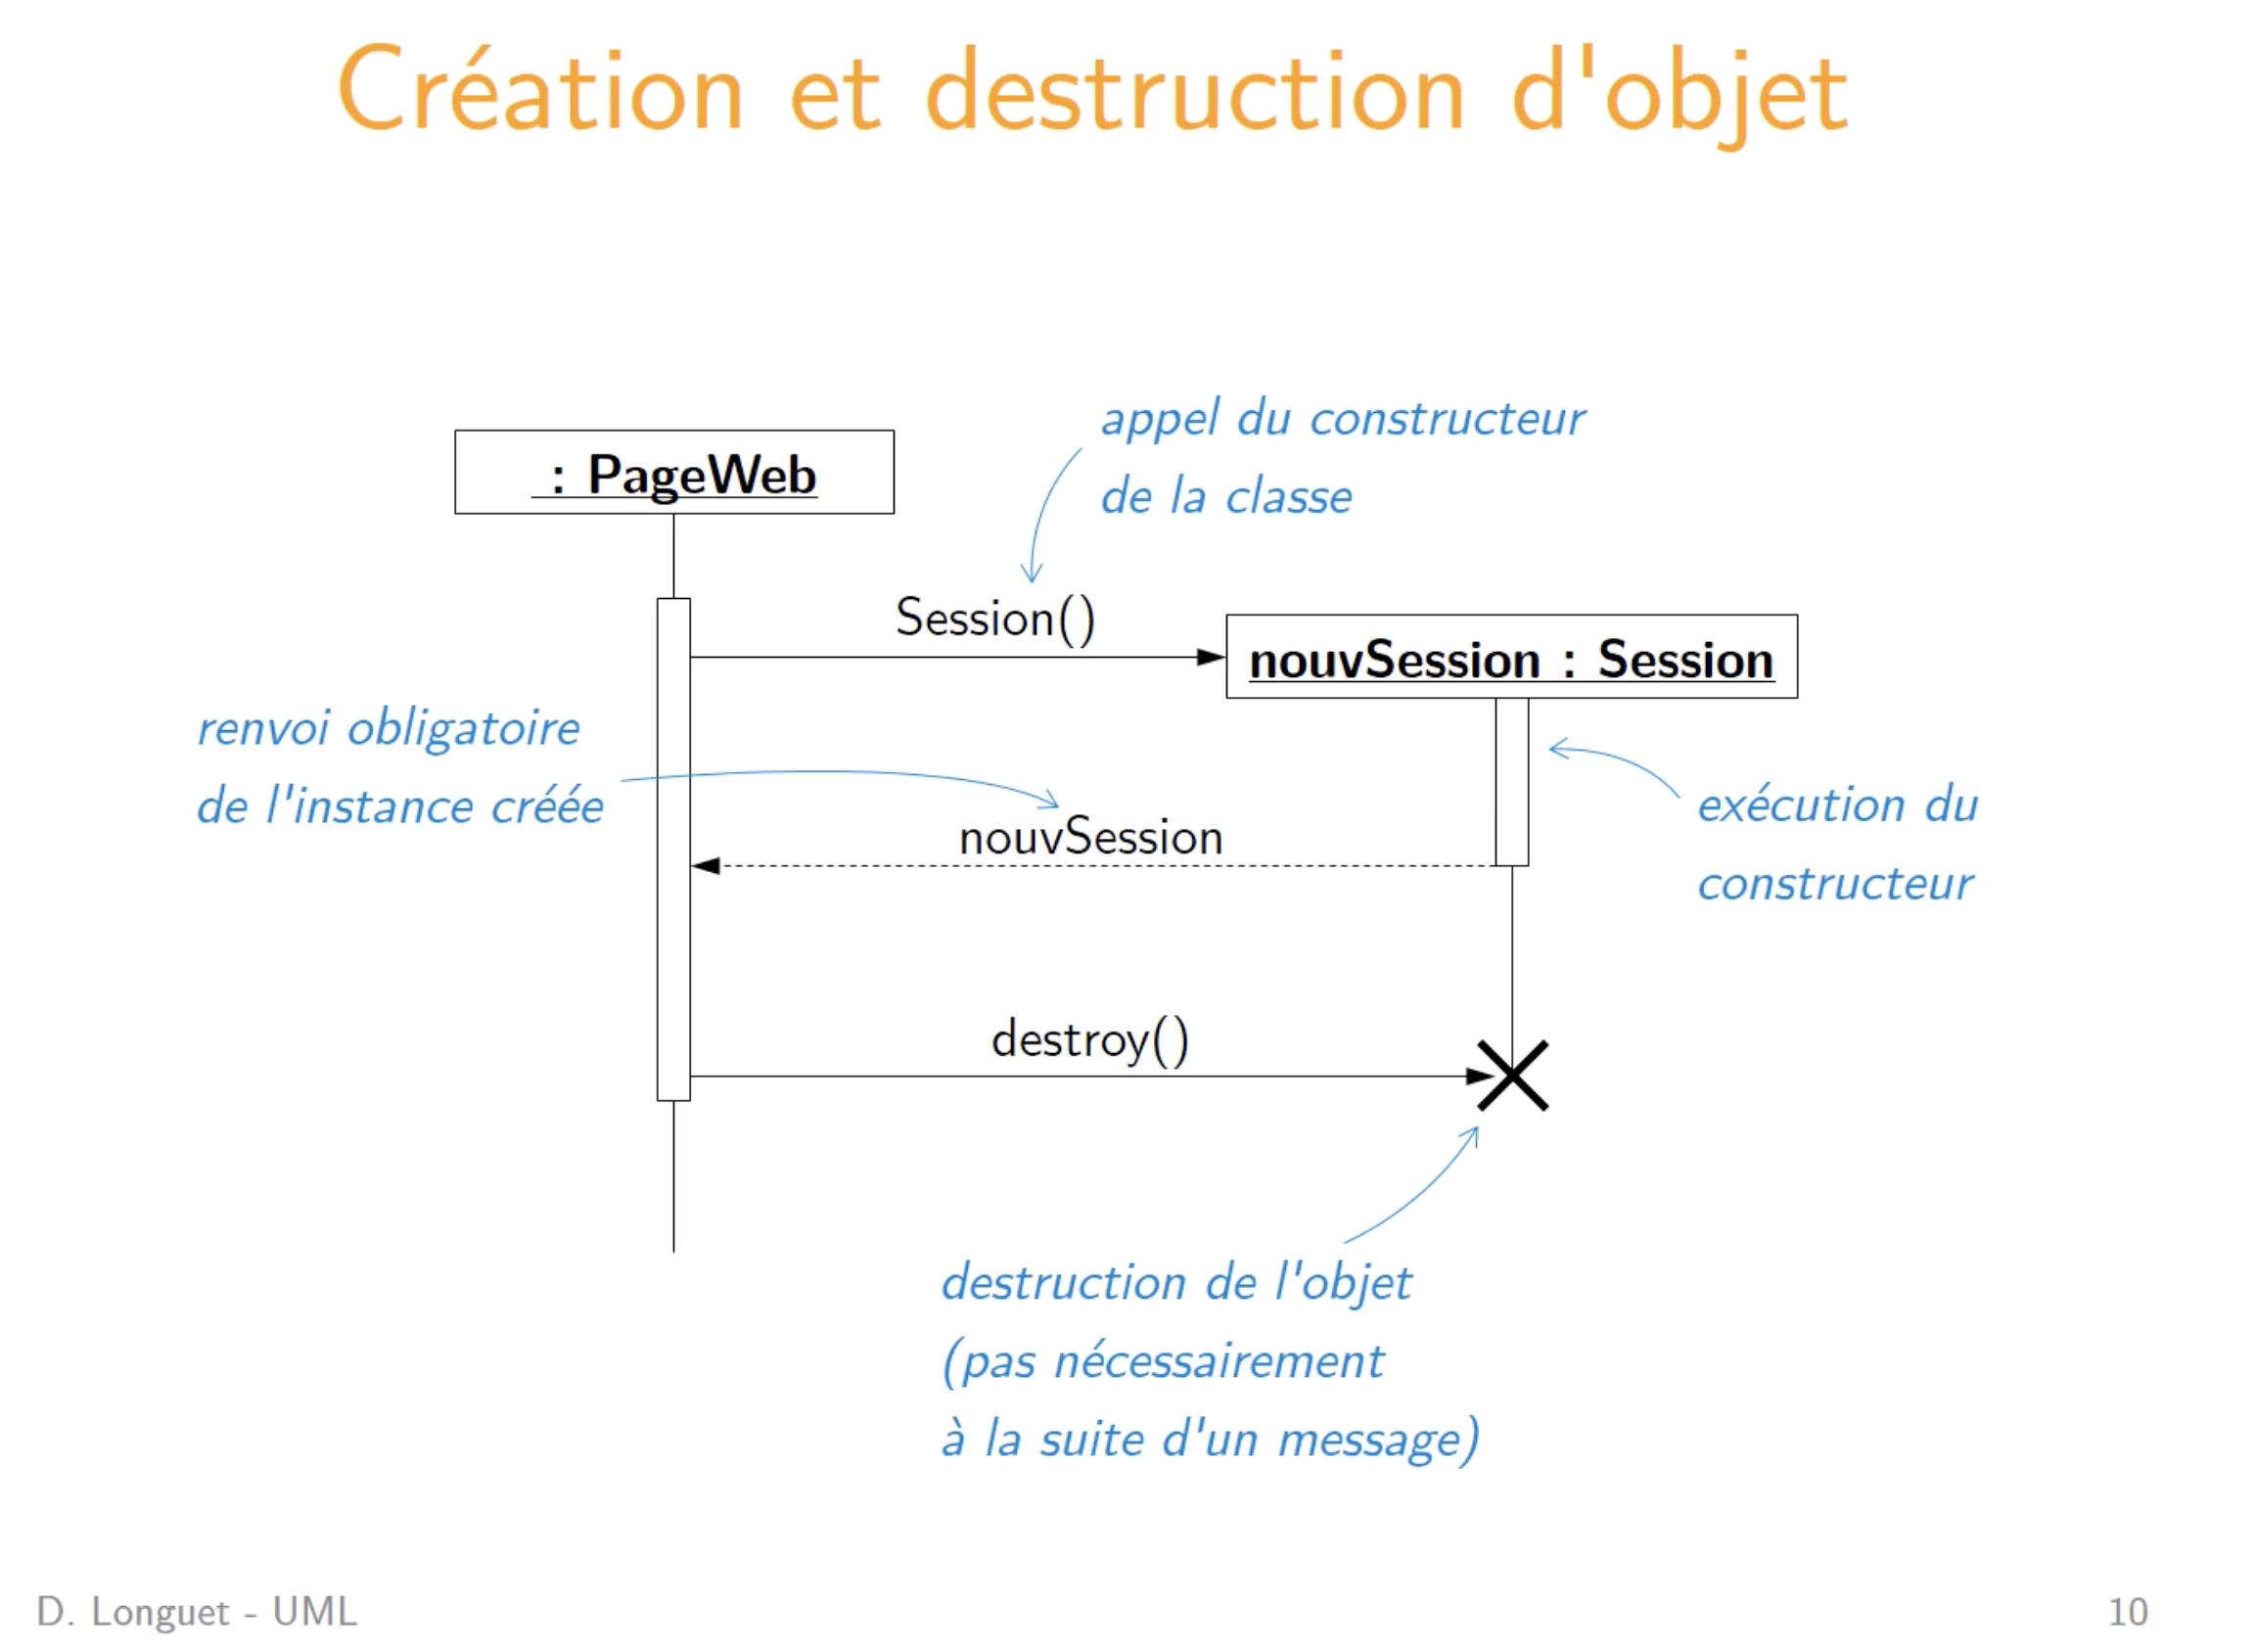 Création et destruction d'objet
appel du constructeur
de la classe
: PageWeb
Session()
nouvSession : Session
renvoi obligatoire
de l'instance créée
nouvSession
exécution du
constructeur
destroy()
destruction de l'objet
(pas nécessairement
à la suite d'un message)
D. Longuet - UML
10